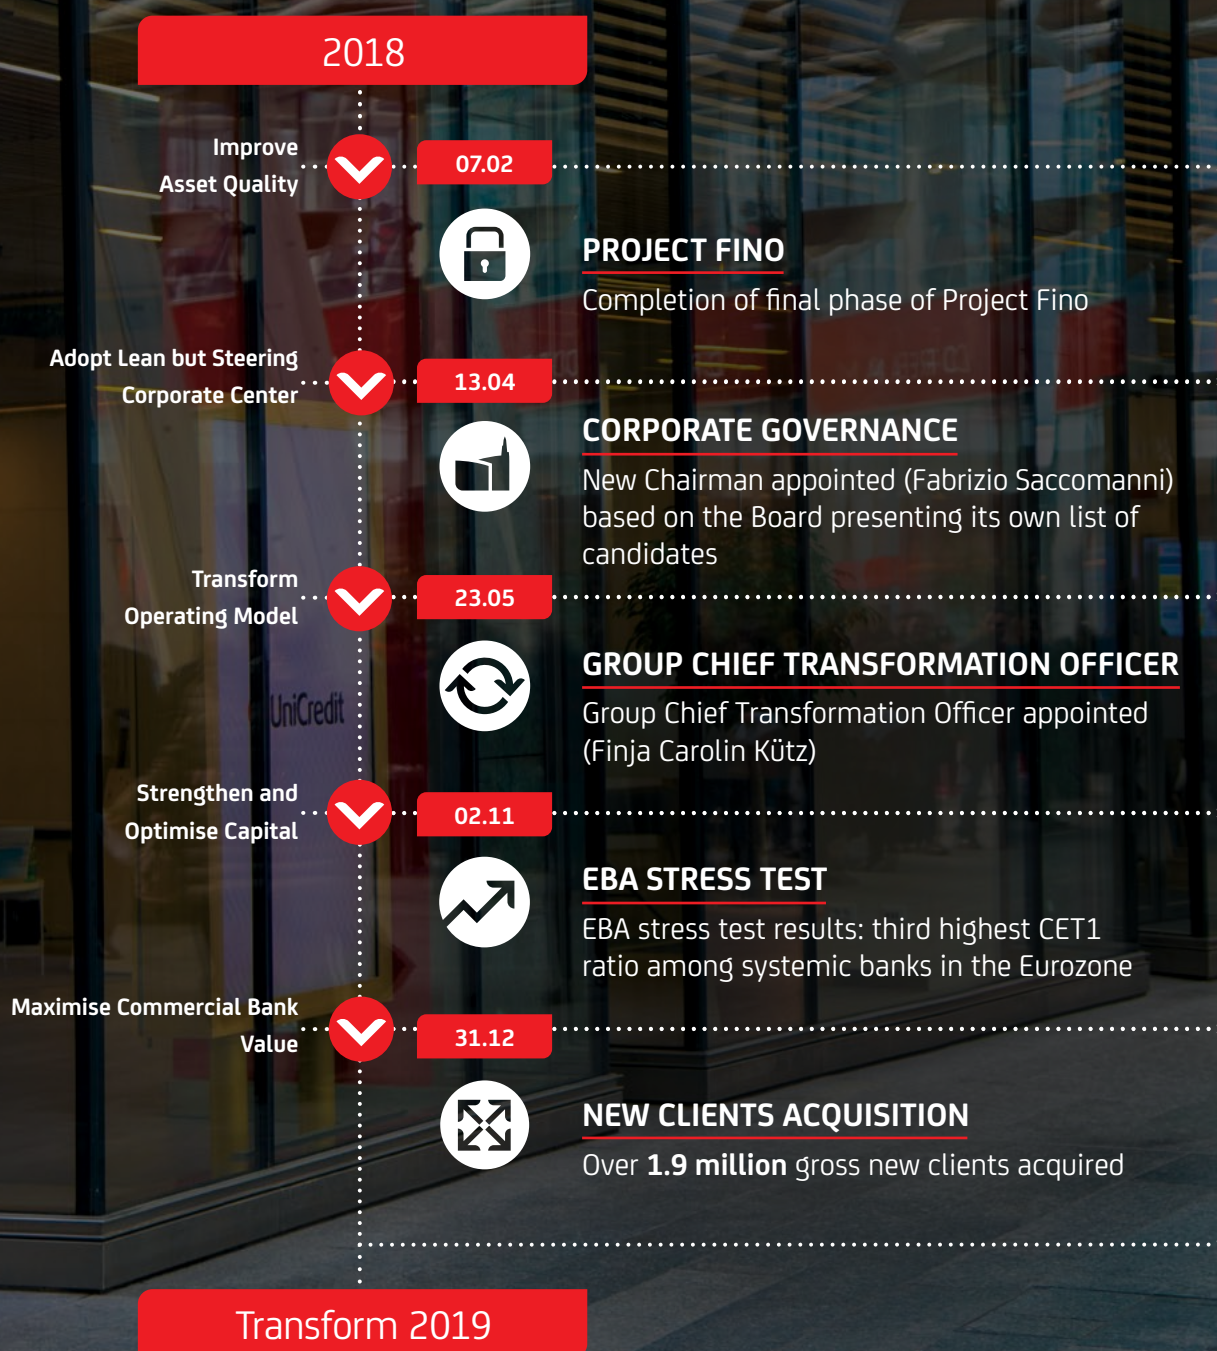 2018
Improve
Asset Quality
07.02
PROJECT FINO
Completion of final phase of Project Fino
Adopt Lean but Steering
Corporate Center
13.04
CORPORATE GOVERNANCE
New Chairman appointed (Fabrizio Saccomanni)
based on the Board presenting its own list of
candidates
Transform
Operating Model
23.05
GROUP CHIEF TRANSFORMATION OFFICER
Group Chief Transformation Officer appointed
(Finja Carolin Kütz)
UniCredit
Strengthen and
Optimise Capital
02.11
EBA STRESS TEST
EBA stress test results: third highest CET1
ratio among systemic banks in the Eurozone
Maximise Commercial Bank
Value
31.12
NEW CLIENTS ACQUISITION
Over 1.9 million gross new clients acquired
Transform 2019